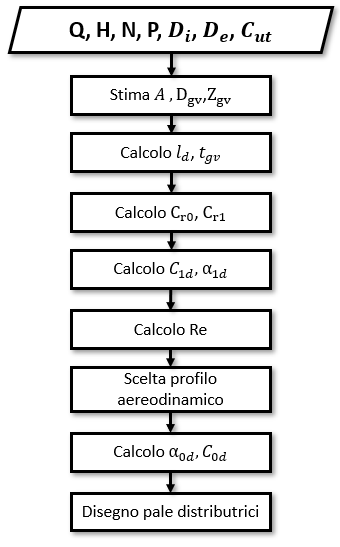 Q, H, N, P, D_i, D_e, C_ut
Stima A , D_gv,Z_gv
Calcolo l_d, t_gv
Calcolo C_r0, C_r1
Calcolo C_1d, α_1d
Calcolo Re
Scelta profilo
aereodinamico
Calcolo α_0d, C_0d
Disegno pale distributrici